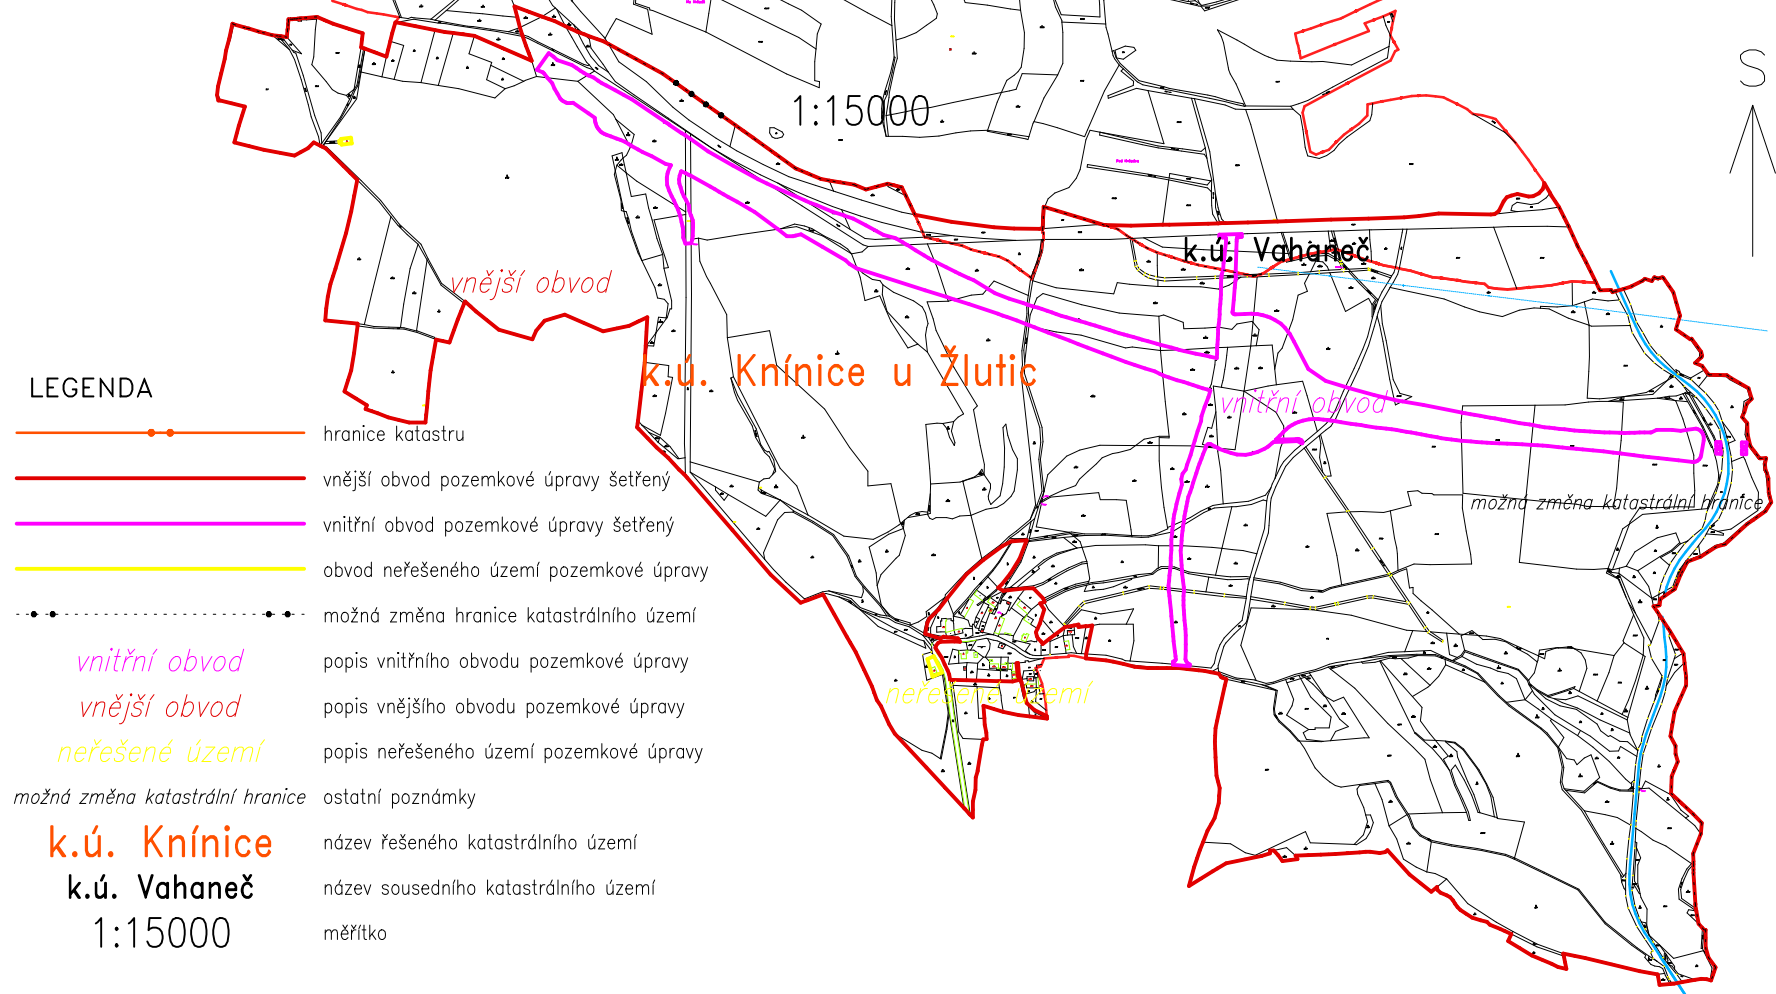 1:15000
S
k.ú. Vahaneč
vnější obvod
k.ú. Knínice u Žlutic
vnitřní obvod
možná změna katastrální hranice
neřešené území
LEGENDA
hranice katastru
vnější obvod pozemkové úpravy šetřený
vnitřní obvod pozemkové úpravy šetřený
obvod neřešeného území pozemkové úpravy
možná změna hranice katastrálního území
vnitřní obvod popis vnitřního obvodu pozemkové úpravy
vnější obvod popis vnějšího obvodu pozemkové úpravy
neřešené území popis neřešeného území pozemkové úpravy
možná změna katastrální hranice ostatní poznámky
k.ú. Knínice název řešeného katastrálního území
k.ú. Vahaneč název sousedního katastrálního území
1:15000 měřítko